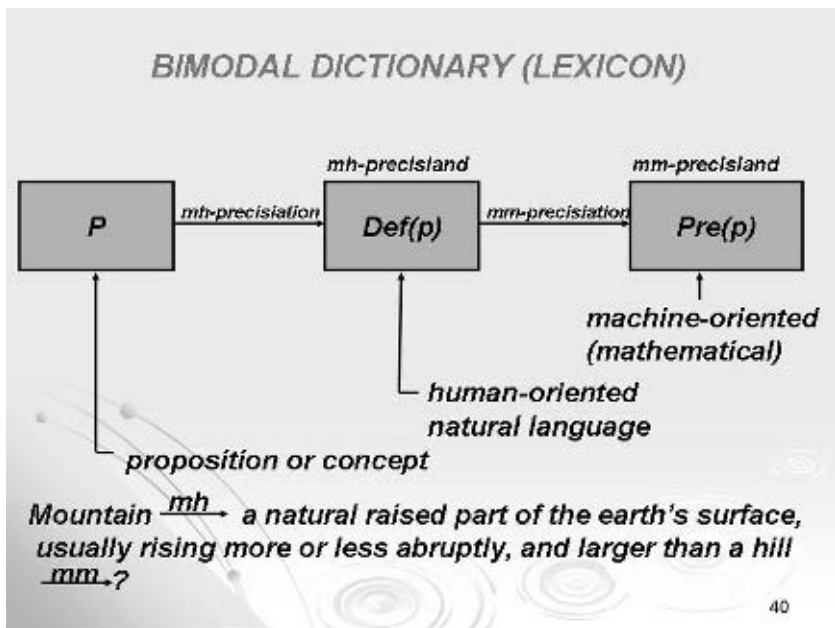 BIMODAL DICTIONARY (LEXICON)
mh-precisiand
mm-precisiand
P
mh-precisiation
Def(p)
mm-precisiation
Pre(p)
machine-oriented
(mathematical)
human-oriented
natural language
proposition or concept
Mountain mh a natural raised part of the earth's surface,
usually rising more or less abruptly, and larger than a hill
mm ?
40